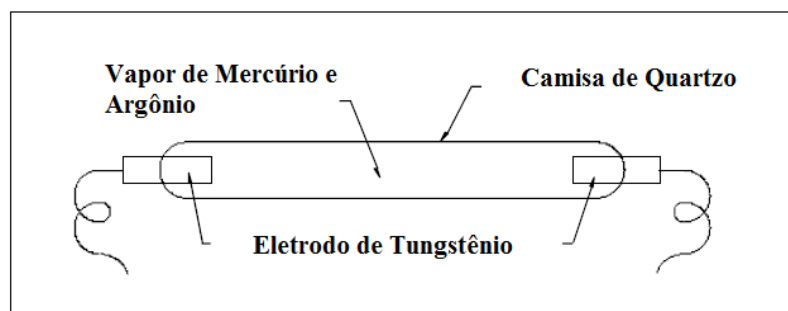 Vapor de Mercúrio e
Argônio
Camisa de Quartzo
Eletrodo de Tungstênio